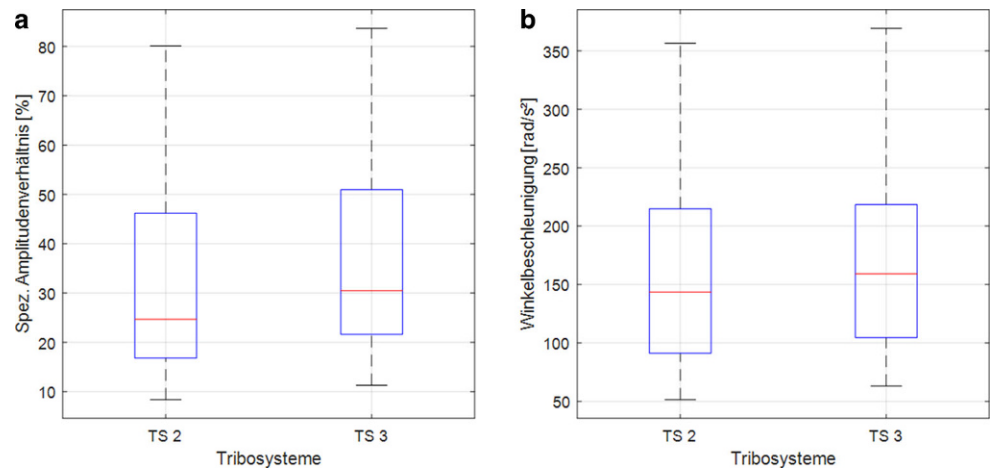 a
Spez. Amplitudenverhältnis [%]
80
70
60
50
40
30
20
10
TS 2 TS 3
Tribosysteme
b
Winkelbeschleunigung [rad/s²]
350
300
250
200
150
100
50
TS 2 TS 3
Tribosysteme